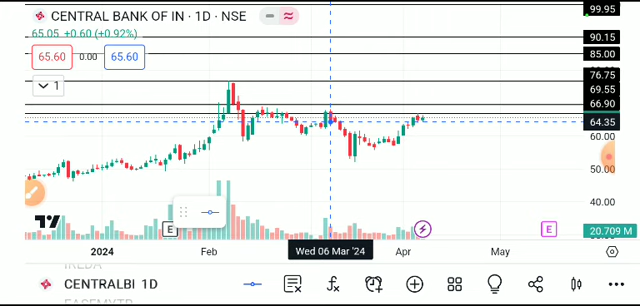 CENTRAL BANK OF IN · 1D · NSE
65.05 +0.60 (+0.92%)
65.60 0.00 65.60
1
99.95
90.15
85.00
76.75
69.55
66.90
64.35
60.00
50.00
40.00
20.709 M
E
E
2024 Feb Wed 06 Mar '24 Apr May
CENTRALBI 1D